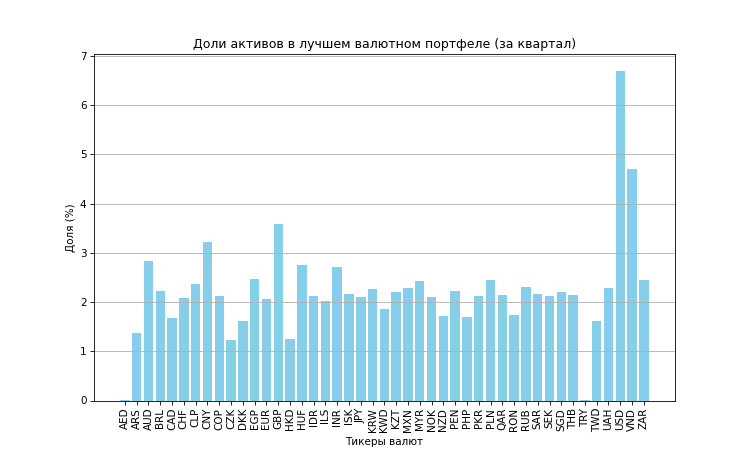 Доли активов в лучшем валютном портфеле (за квартал)
Доля (%)
7
6
5
4
3
2
1
0
AED
ARS
AUD
BRL
CAD
CHF
CLP
CNY
COP
CZK
DKK
EGP
EUR
GBP
HKD
HUF
IDR
ILS
INR
ISK
JPY
KRW
KWD
KZT
MXN
MYR
NOK
NZD
PEN
PHP
PKR
PLN
QAR
RON
RUB
SAR
SEK
SGD
THB
TRY
TWD
UAH
USD
VND
ZAR
Тикеры валют